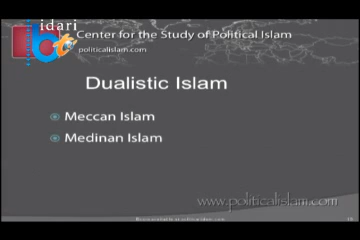 idari
bt
Center for the Study of Political Islam
politicalislam.com
Dualistic Islam
Meccan Islam
Medinan Islam
www.politicalislam.com